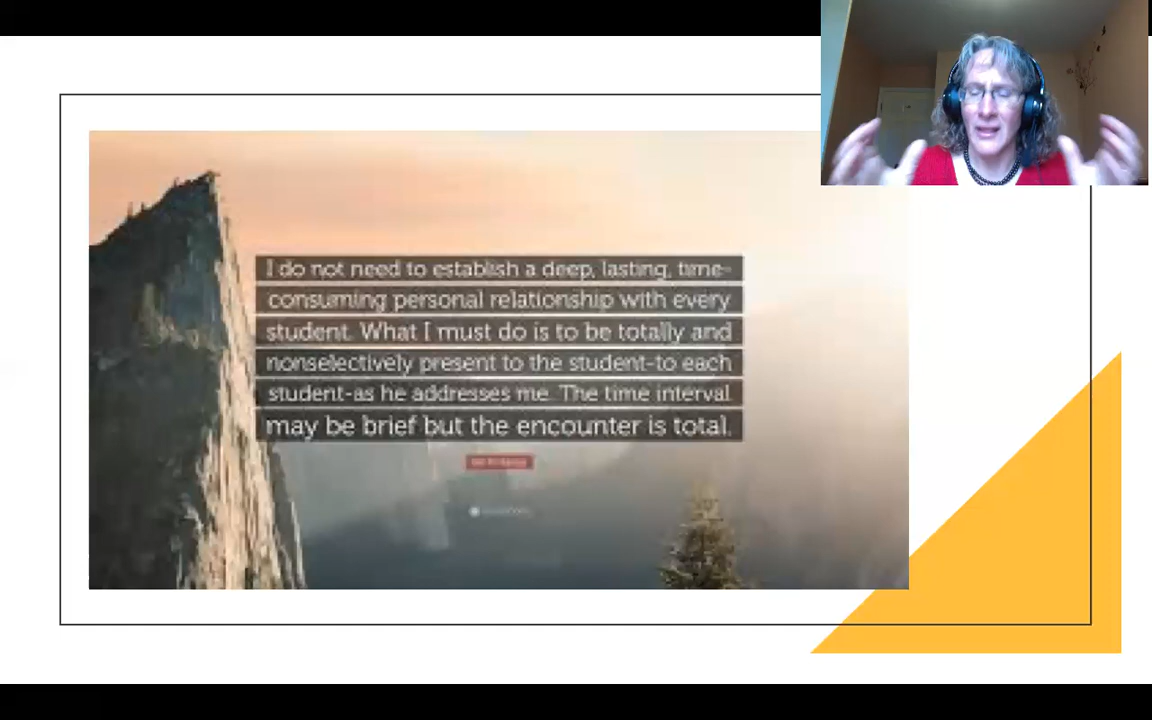 I do not need to establish a deep, lasting, time-
consuming personal relationship with every
student. What I must do is to be totally and
nonselectively present to the student-to each
student-as he addresses me. The time interval
may be brief but the encounter is total.